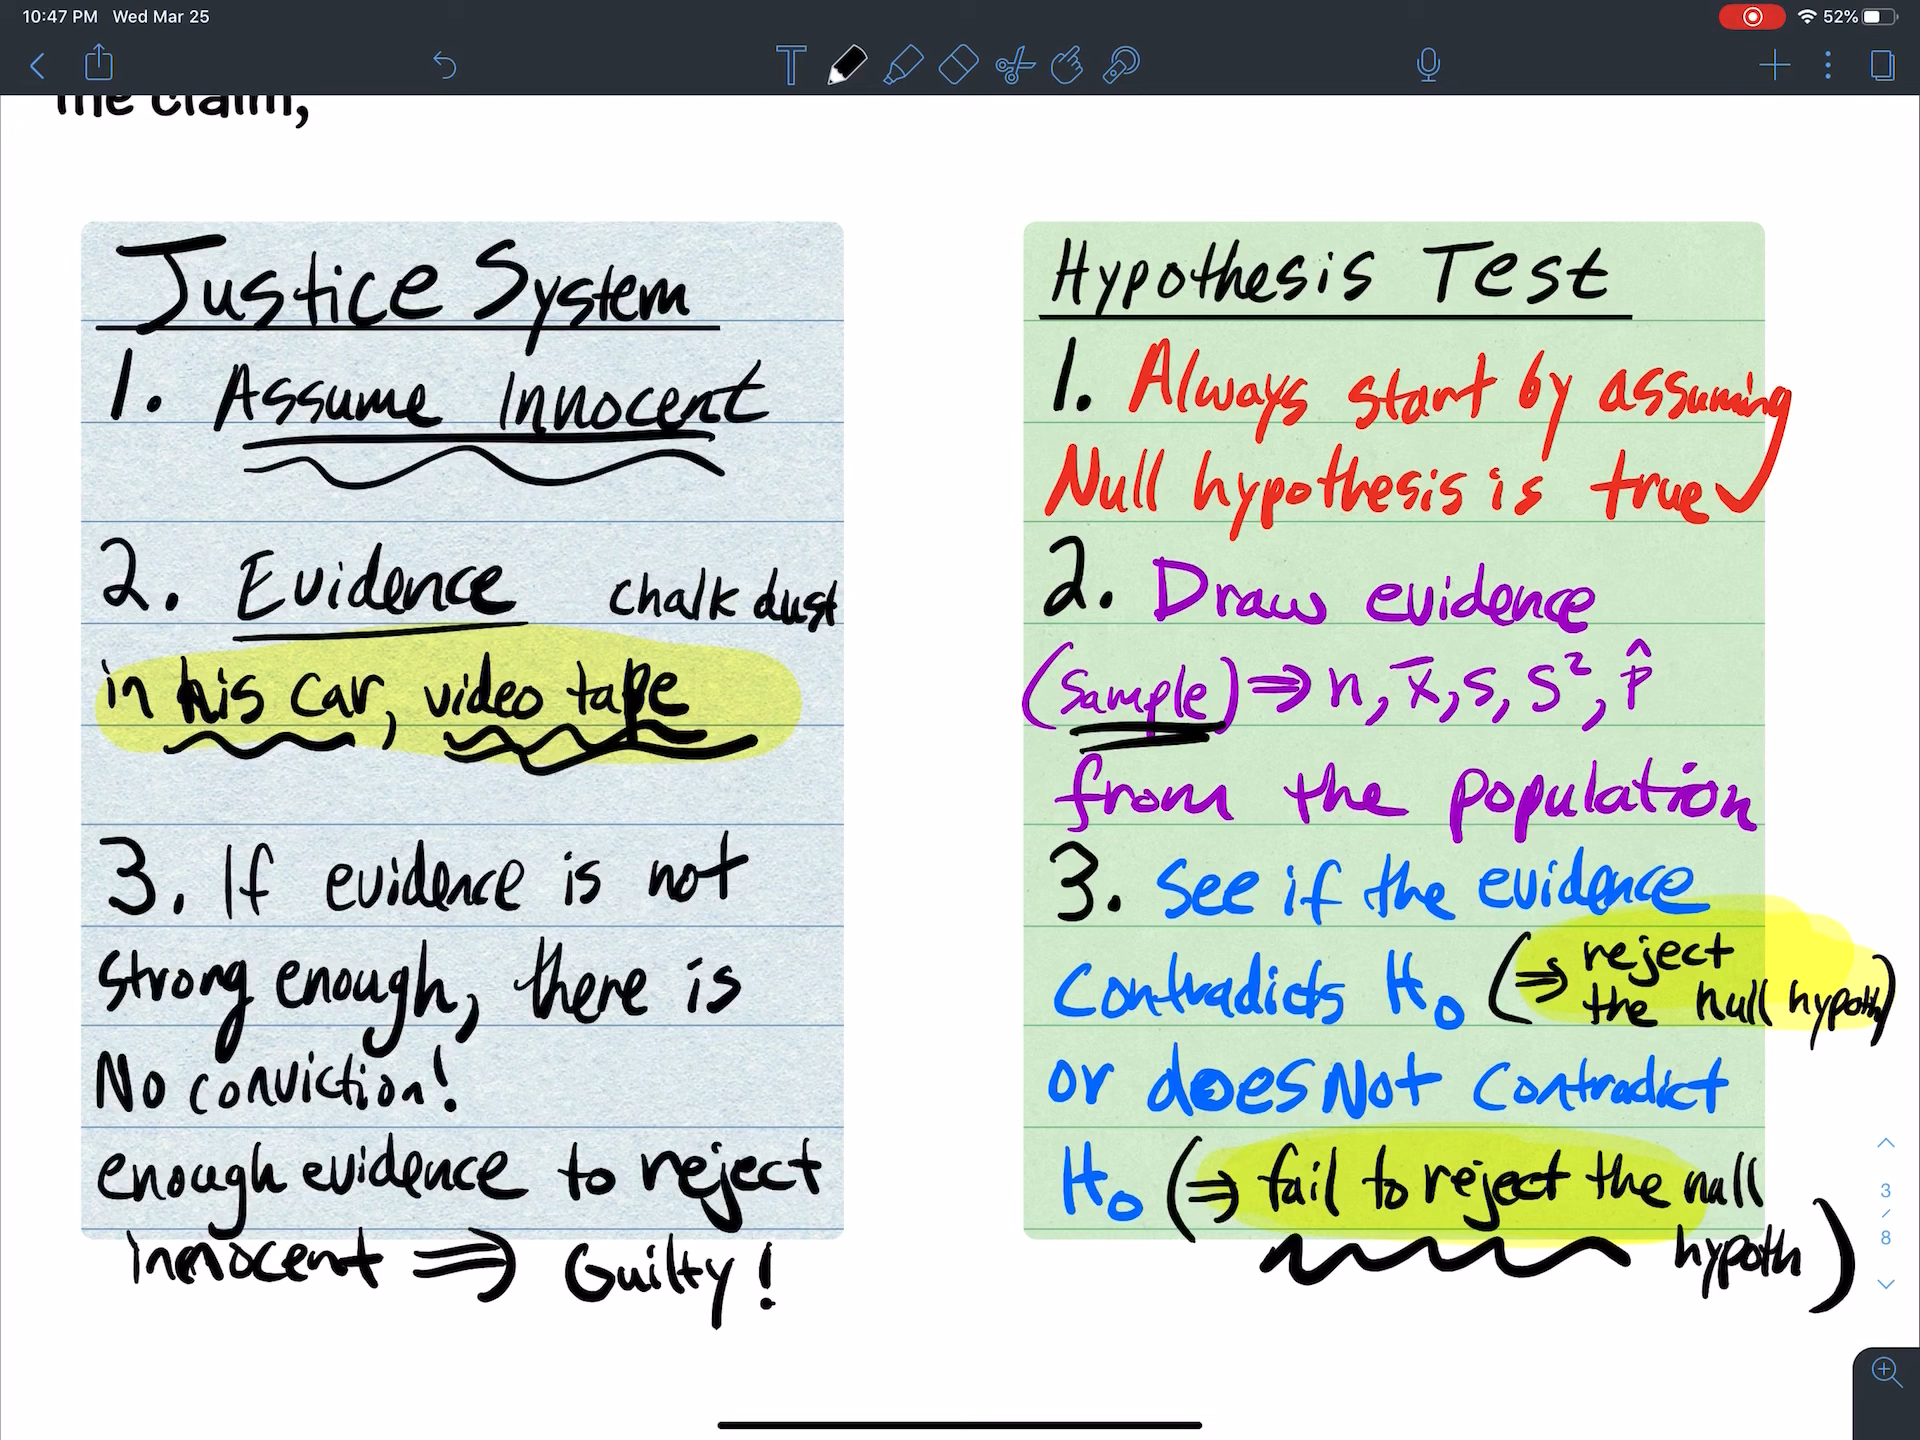 10:47 PM Wed Mar 25
52%
the claim,
Justice System
1. Assume Innocent
2. Evidence chalk dust
in his car, video tape
3. If evidence is not
strong enough, there is
No conviction!
enough evidence to reject
innocent ⇒ Guilty!
Hypothesis Test
1. Always start by assuming
Null hypothesis is true
2. Draw evidence
(Sample) ⇒ n, x̄, s, s², p̂
from the population
3. See if the evidence
Contradicts H₀ (⇒ reject
the null hypoth)
or does Not contradict
H₀ (⇒ fail to reject the null
hypoth)
3
/
8